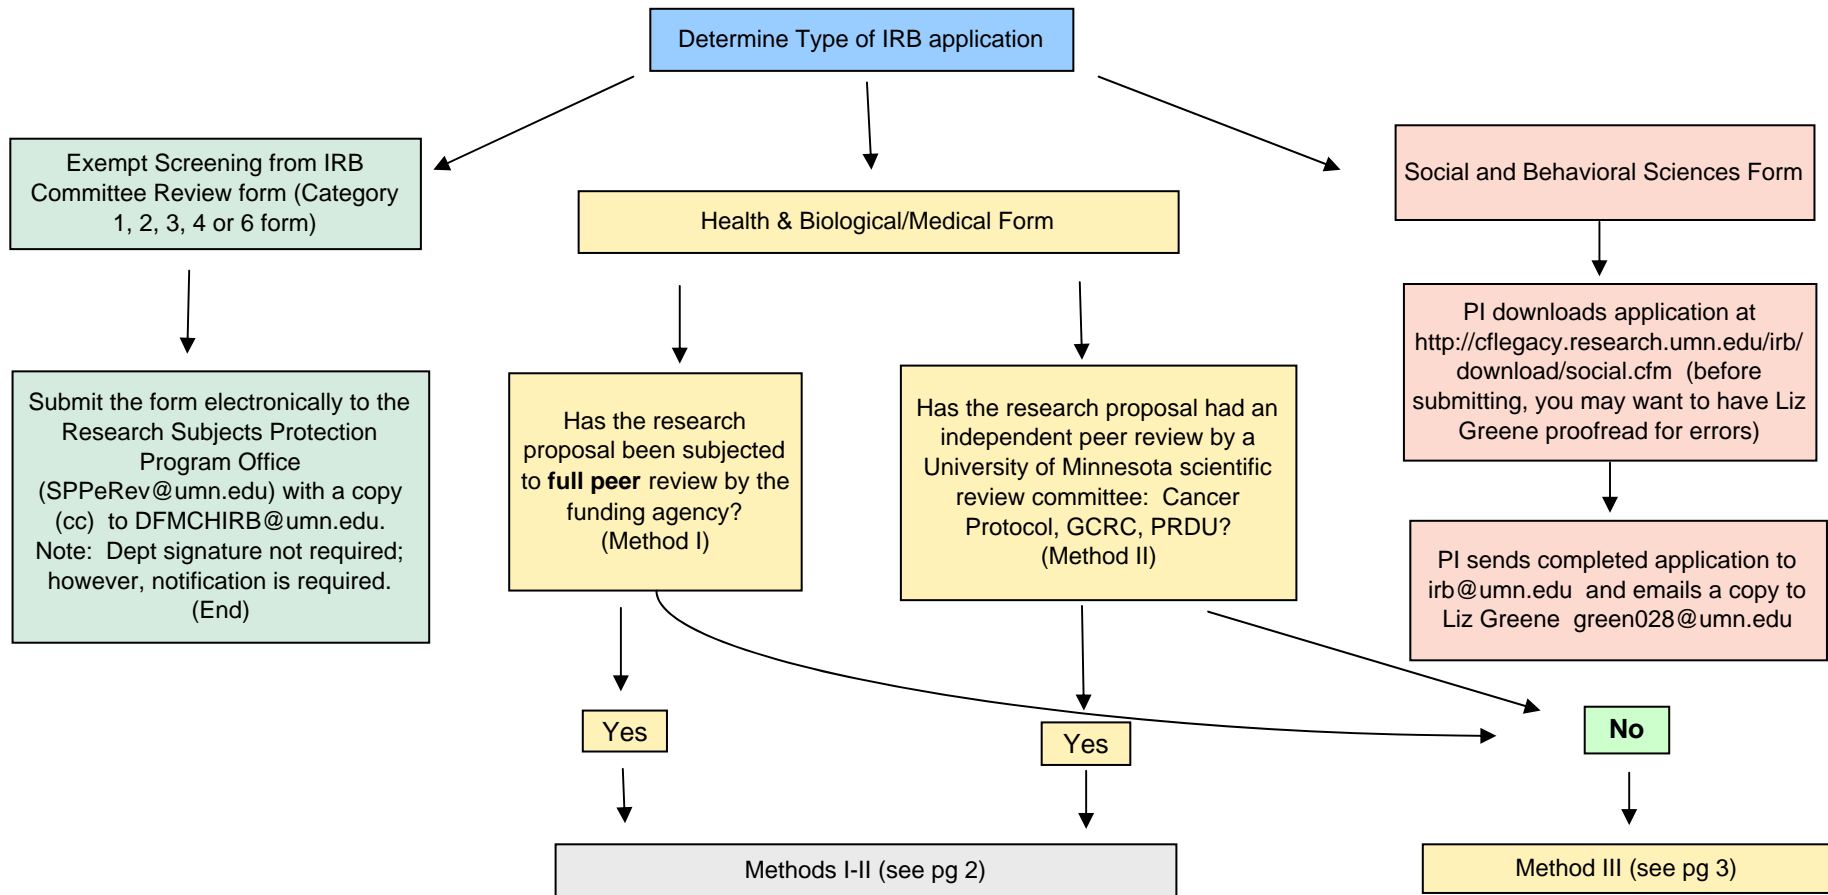 Determine Type of IRB application
Exempt Screening from IRB
Committee Review form (Category
1, 2, 3, 4 or 6 form)
Health & Biological/Medical Form
Social and Behavioral Sciences Form
Submit the form electronically to the
Research Subjects Protection
Program Office
(SPPeRev@umn.edu) with a copy
(cc)  to DFMCHIRB@umn.edu.
Note:  Dept signature not required;
however, notification is required.
(End)
Has the research
proposal been subjected
to full peer review by the
funding agency?
(Method I)
Has the research proposal had an
independent peer review by a
University of Minnesota scientific
review committee:  Cancer
Protocol, GCRC, PRDU?
(Method II)
PI downloads application at
http://cflegacy.research.umn.edu/irb/
download/social.cfm  (before
submitting, you may want to have Liz
Greene proofread for errors)
PI sends completed application to
irb@umn.edu  and emails a copy to
Liz Greene  green028@umn.edu
Yes
Yes
No
Methods I-II (see pg 2)
Method III (see pg 3)